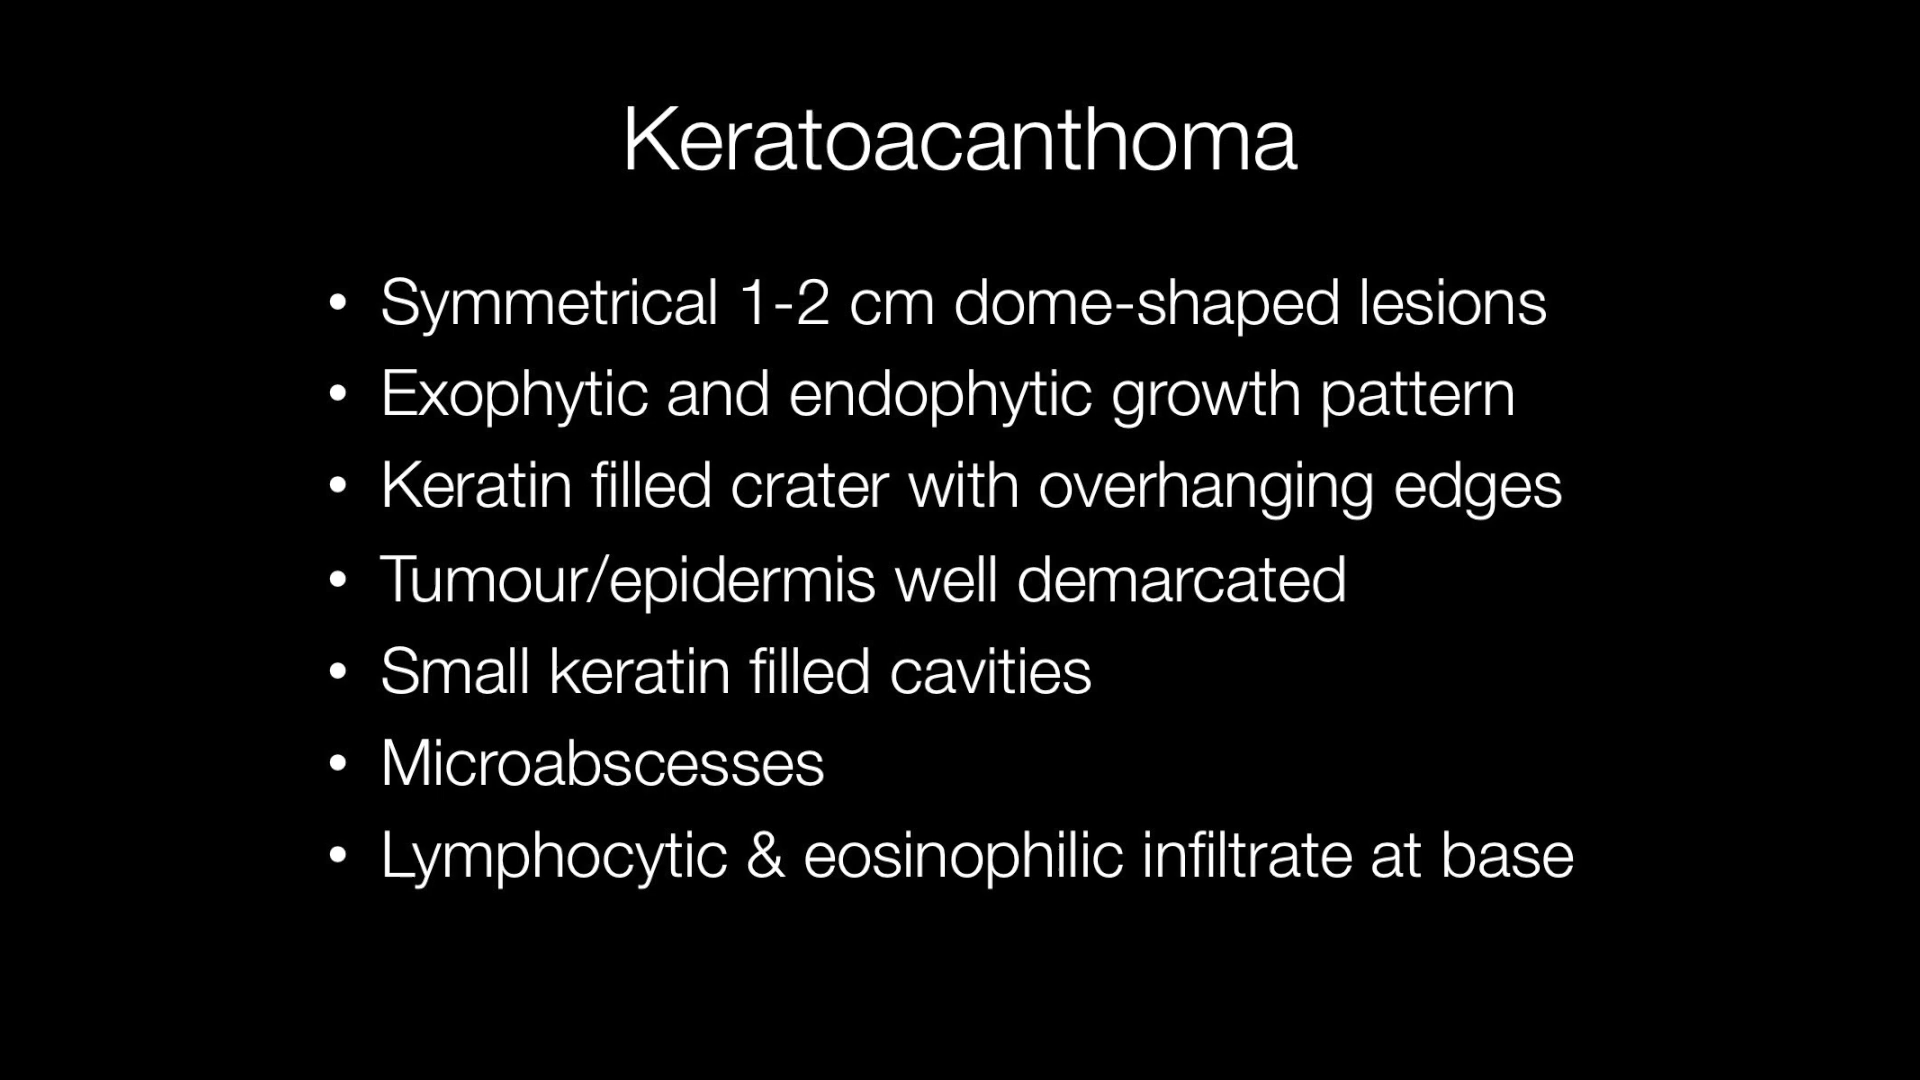 Keratoacanthoma
• Symmetrical 1-2 cm dome-shaped lesions
• Exophytic and endophytic growth pattern
• Keratin filled crater with overhanging edges
• Tumour/epidermis well demarcated
• Small keratin filled cavities
• Microabscesses
• Lymphocytic & eosinophilic infiltrate at base